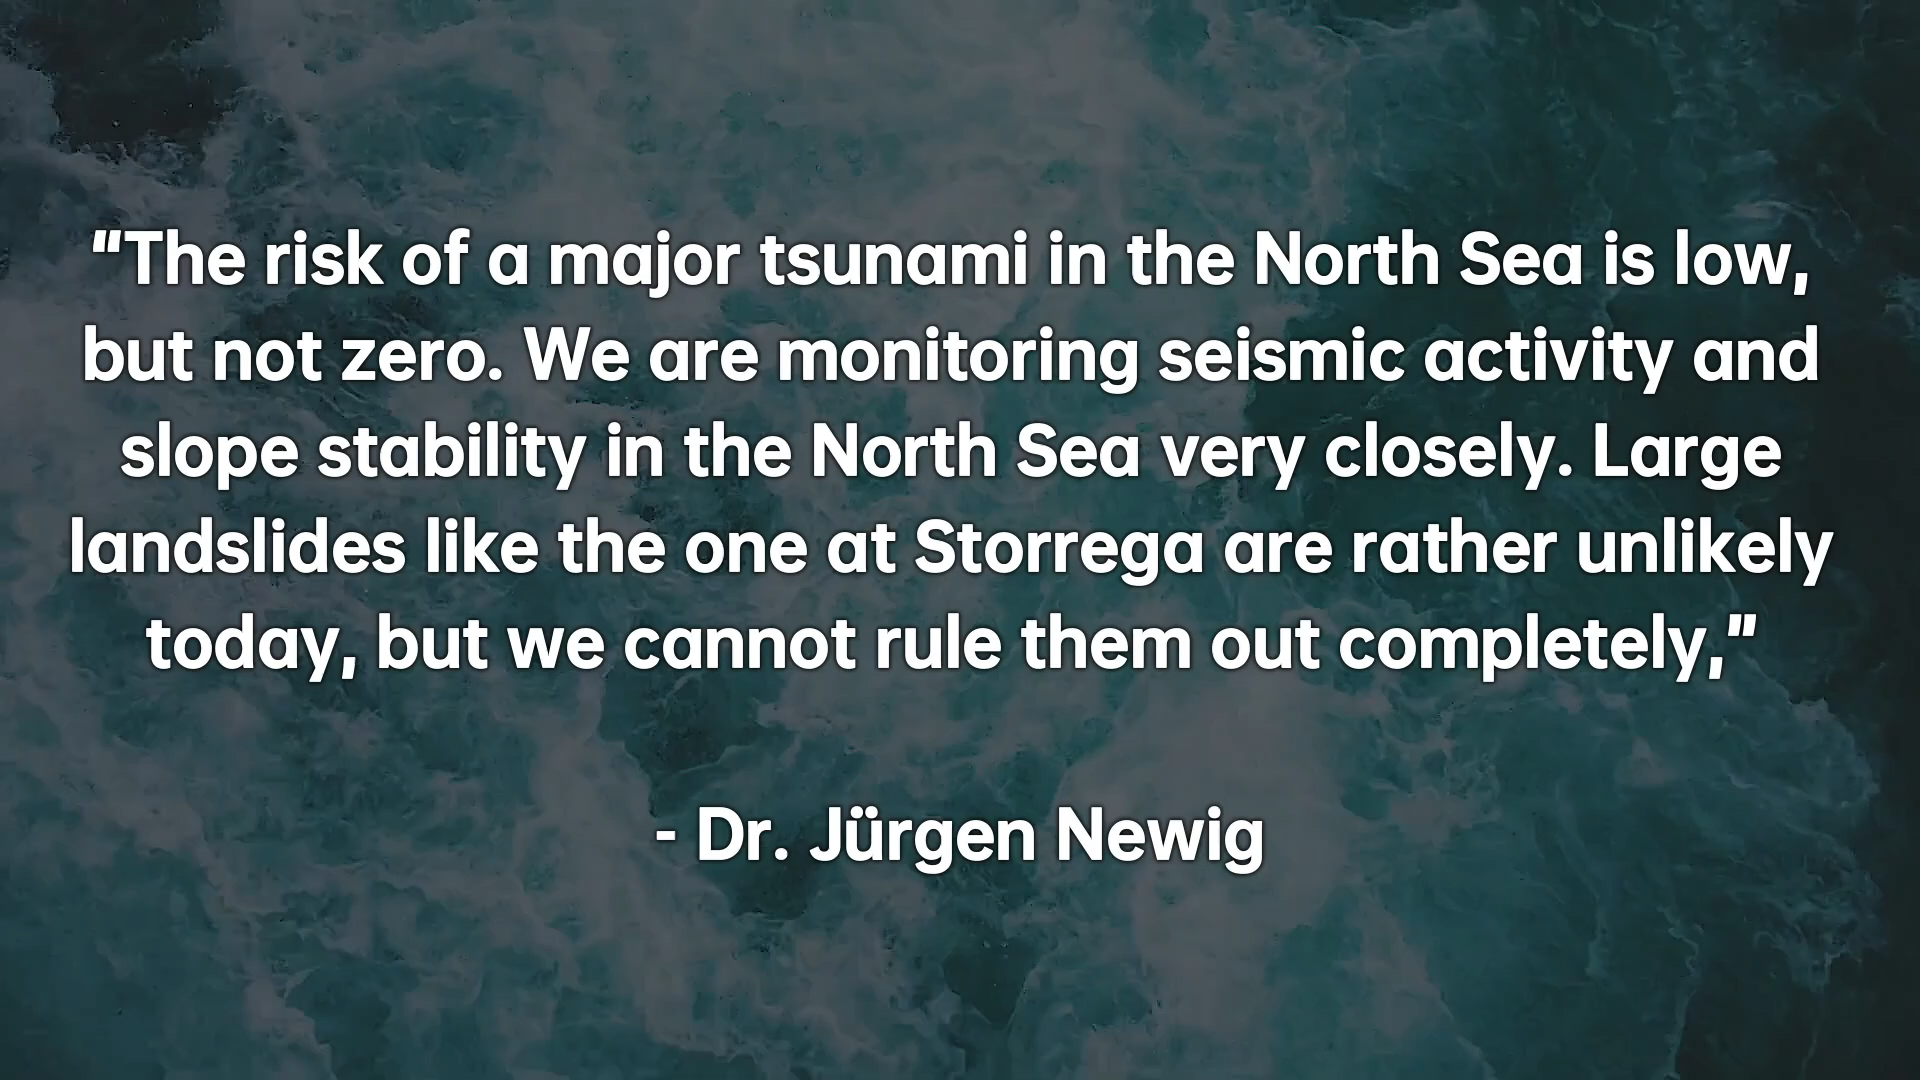 "The risk of a major tsunami in the North Sea is low,
but not zero. We are monitoring seismic activity and
slope stability in the North Sea very closely. Large
landslides like the one at Storrega are rather unlikely
today, but we cannot rule them out completely,"
- Dr. Jürgen Newig